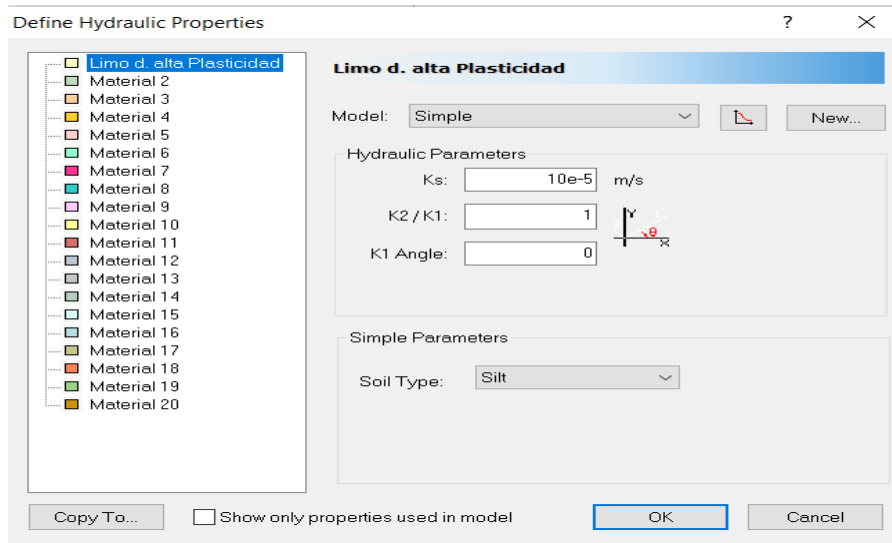 Define Hydraulic Properties ? ×
Limo d. alta Plasticidad
Material 2
Material 3
Material 4
Material 5
Material 6
Material 7
Material 8
Material 9
Material 10
Material 11
Material 12
Material 13
Material 14
Material 15
Material 16
Material 17
Material 18
Material 19
Material 20
Limo d. alta Plasticidad
Model: Simple New...
Hydraulic Parameters
Ks: 10e-5 m/s
K2 / K1: 1
K1 Angle: 0
Y
θ
X
Simple Parameters
Soil Type: Silt
Copy To... Show only properties used in model OK Cancel